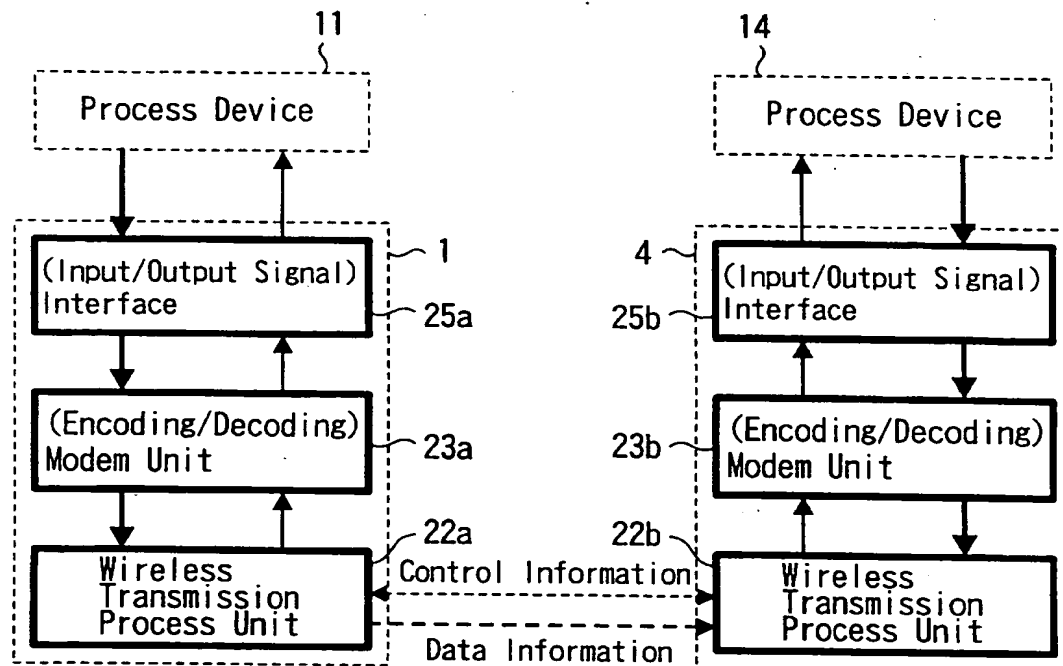 11
14
Process Device
Process Device
1
4
(Input/Output Signal)
Interface
(Input/Output Signal)
Interface
25a
25b
(Encoding/Decoding)
Modem Unit
(Encoding/Decoding)
Modem Unit
23a
23b
22a
22b
Wireless
Transmission
Process Unit
Control Information
Wireless
Transmission
Process Unit
Data Information